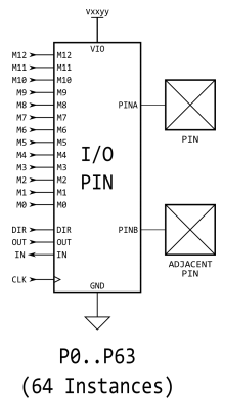 Vxxyy
VIO
M12 M12
M11 M11
M10 M10
M9 M9
M8 M8
M7 M7
M6 M6
M5 M5
M4 M4
M3 M3
M2 M2
M1 M1
M0 M0
DIR DIR
OUT OUT
IN IN
CLK
I/O
PIN
PINA
PIN
PINB
ADJACENT
PIN
GND
P0..P63
(64 Instances)